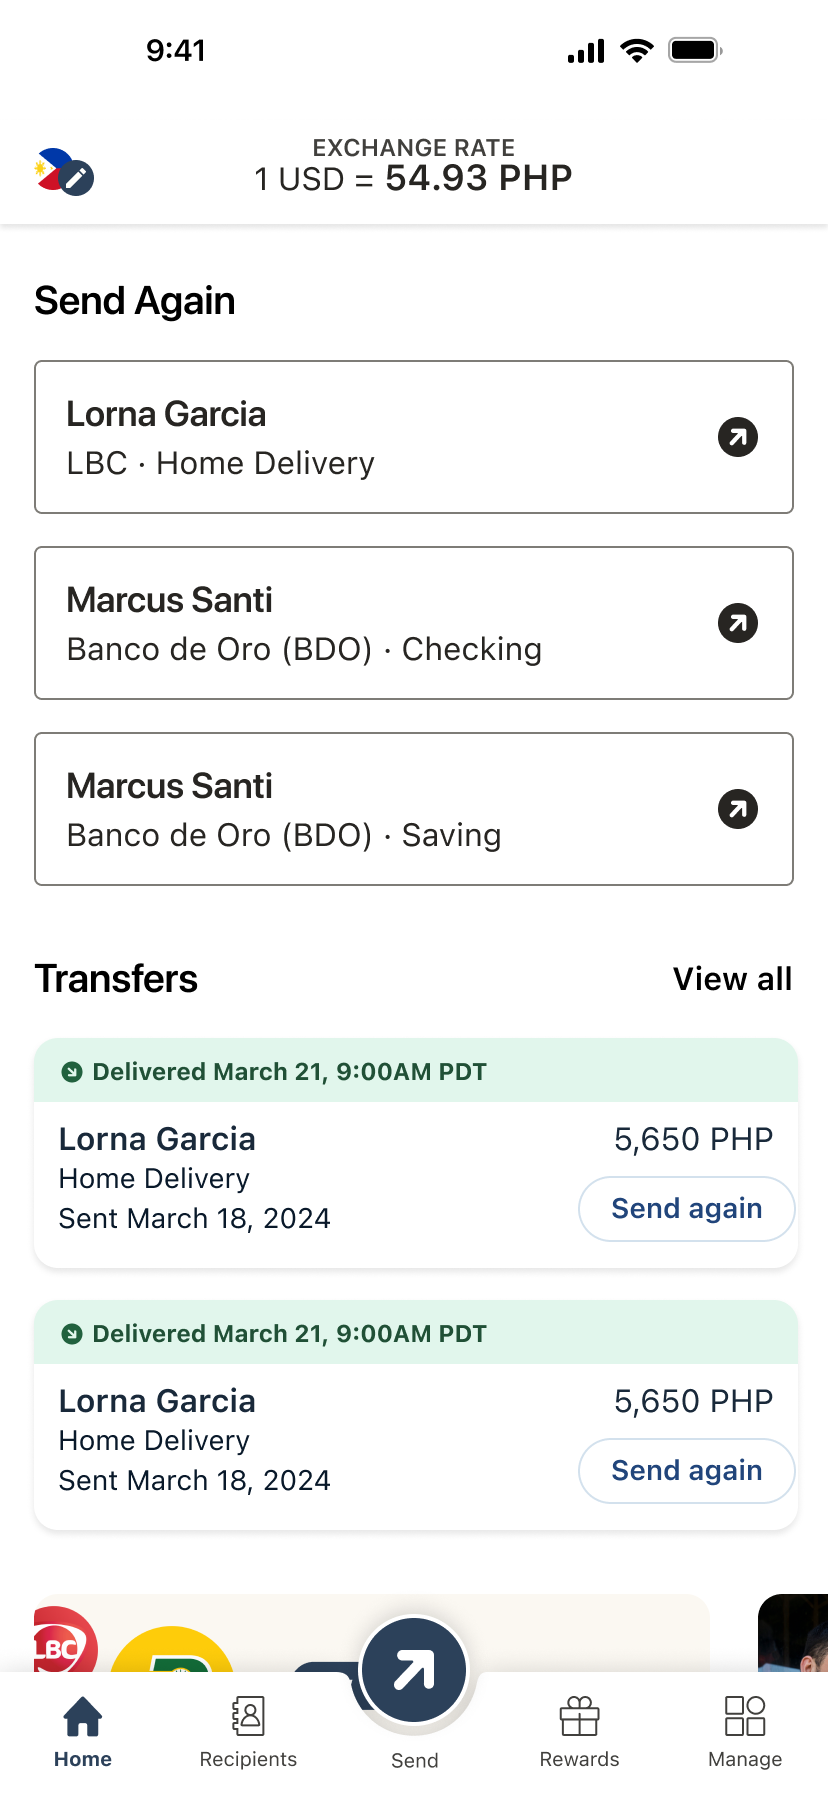 9:41
EXCHANGE RATE
1 USD = 54.93 PHP
Send Again
Lorna Garcia
LBC · Home Delivery
Marcus Santi
Banco de Oro (BDO) · Checking
Marcus Santi
Banco de Oro (BDO) · Saving
Transfers View all
Delivered March 21, 9:00AM PDT
Lorna Garcia 5,650 PHP
Home Delivery
Sent March 18, 2024 Send again
Delivered March 21, 9:00AM PDT
Lorna Garcia 5,650 PHP
Home Delivery
Sent March 18, 2024 Send again
LBC
Home Recipients Send Rewards Manage